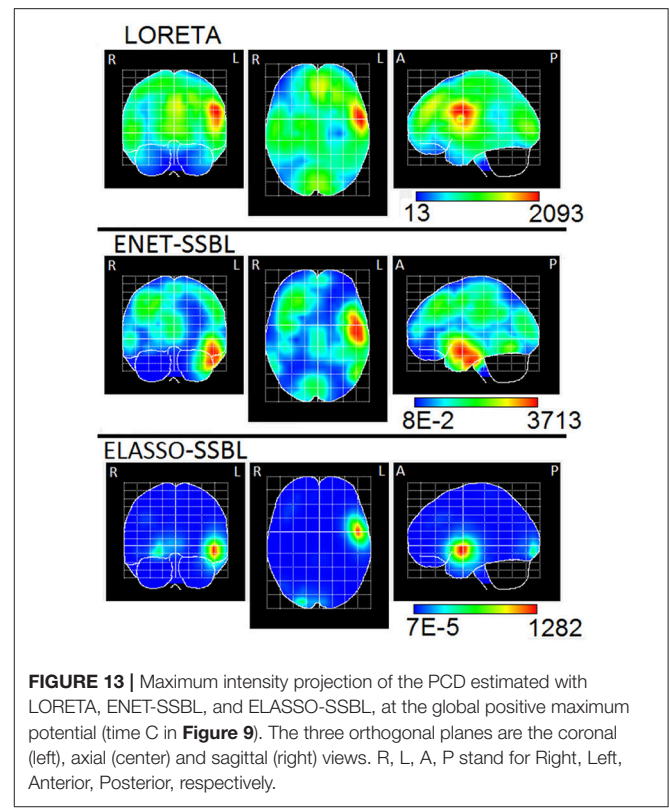 LORETA
R L
A P
13 2093
ENET-SSBL
R L R L A P
8E-2 3713
ELASSO-SSBL
R L R L A P
7E-5 1282
FIGURE 13 | Maximum intensity projection of the PCD estimated with
LORETA, ENET-SSBL, and ELASSO-SSBL, at the global positive maximum
potential (time C in Figure 9). The three orthogonal planes are the coronal
(left), axial (center) and sagittal (right) views. R, L, A, P stand for Right, Left,
Anterior, Posterior, respectively.